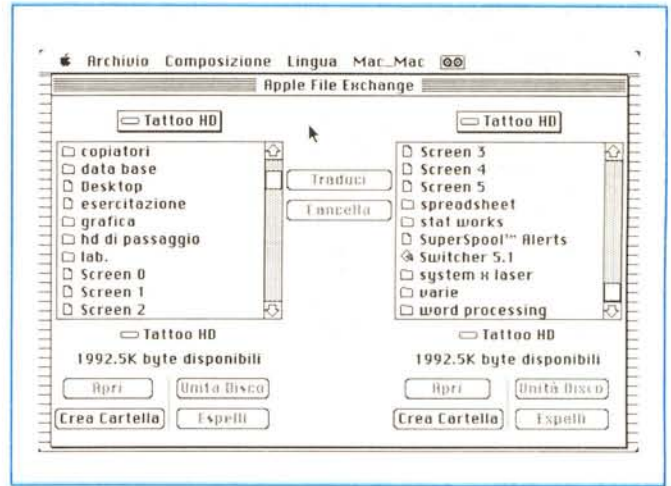 Archivio Composizione Lingua Mac_Mac
Apple File Exchange
Tattoo HD
copiatori
data base
Desktop
esercitazione
grafica
hd di passaggio
lab.
Screen 0
Screen 1
Screen 2
Tattoo HD
1992.5K byte disponibili
Apri
Unità Disco
Crea Cartella
Espelli
Traduci
Cancella
Tattoo HD
Screen 3
Screen 4
Screen 5
spreadsheet
stat works
SuperSpool™ Alerts
Switcher 5.1
system x laser
varie
word processing
Tattoo HD
1992.5K byte disponibili
Apri
Unità Disco
Crea Cartella
Espelli